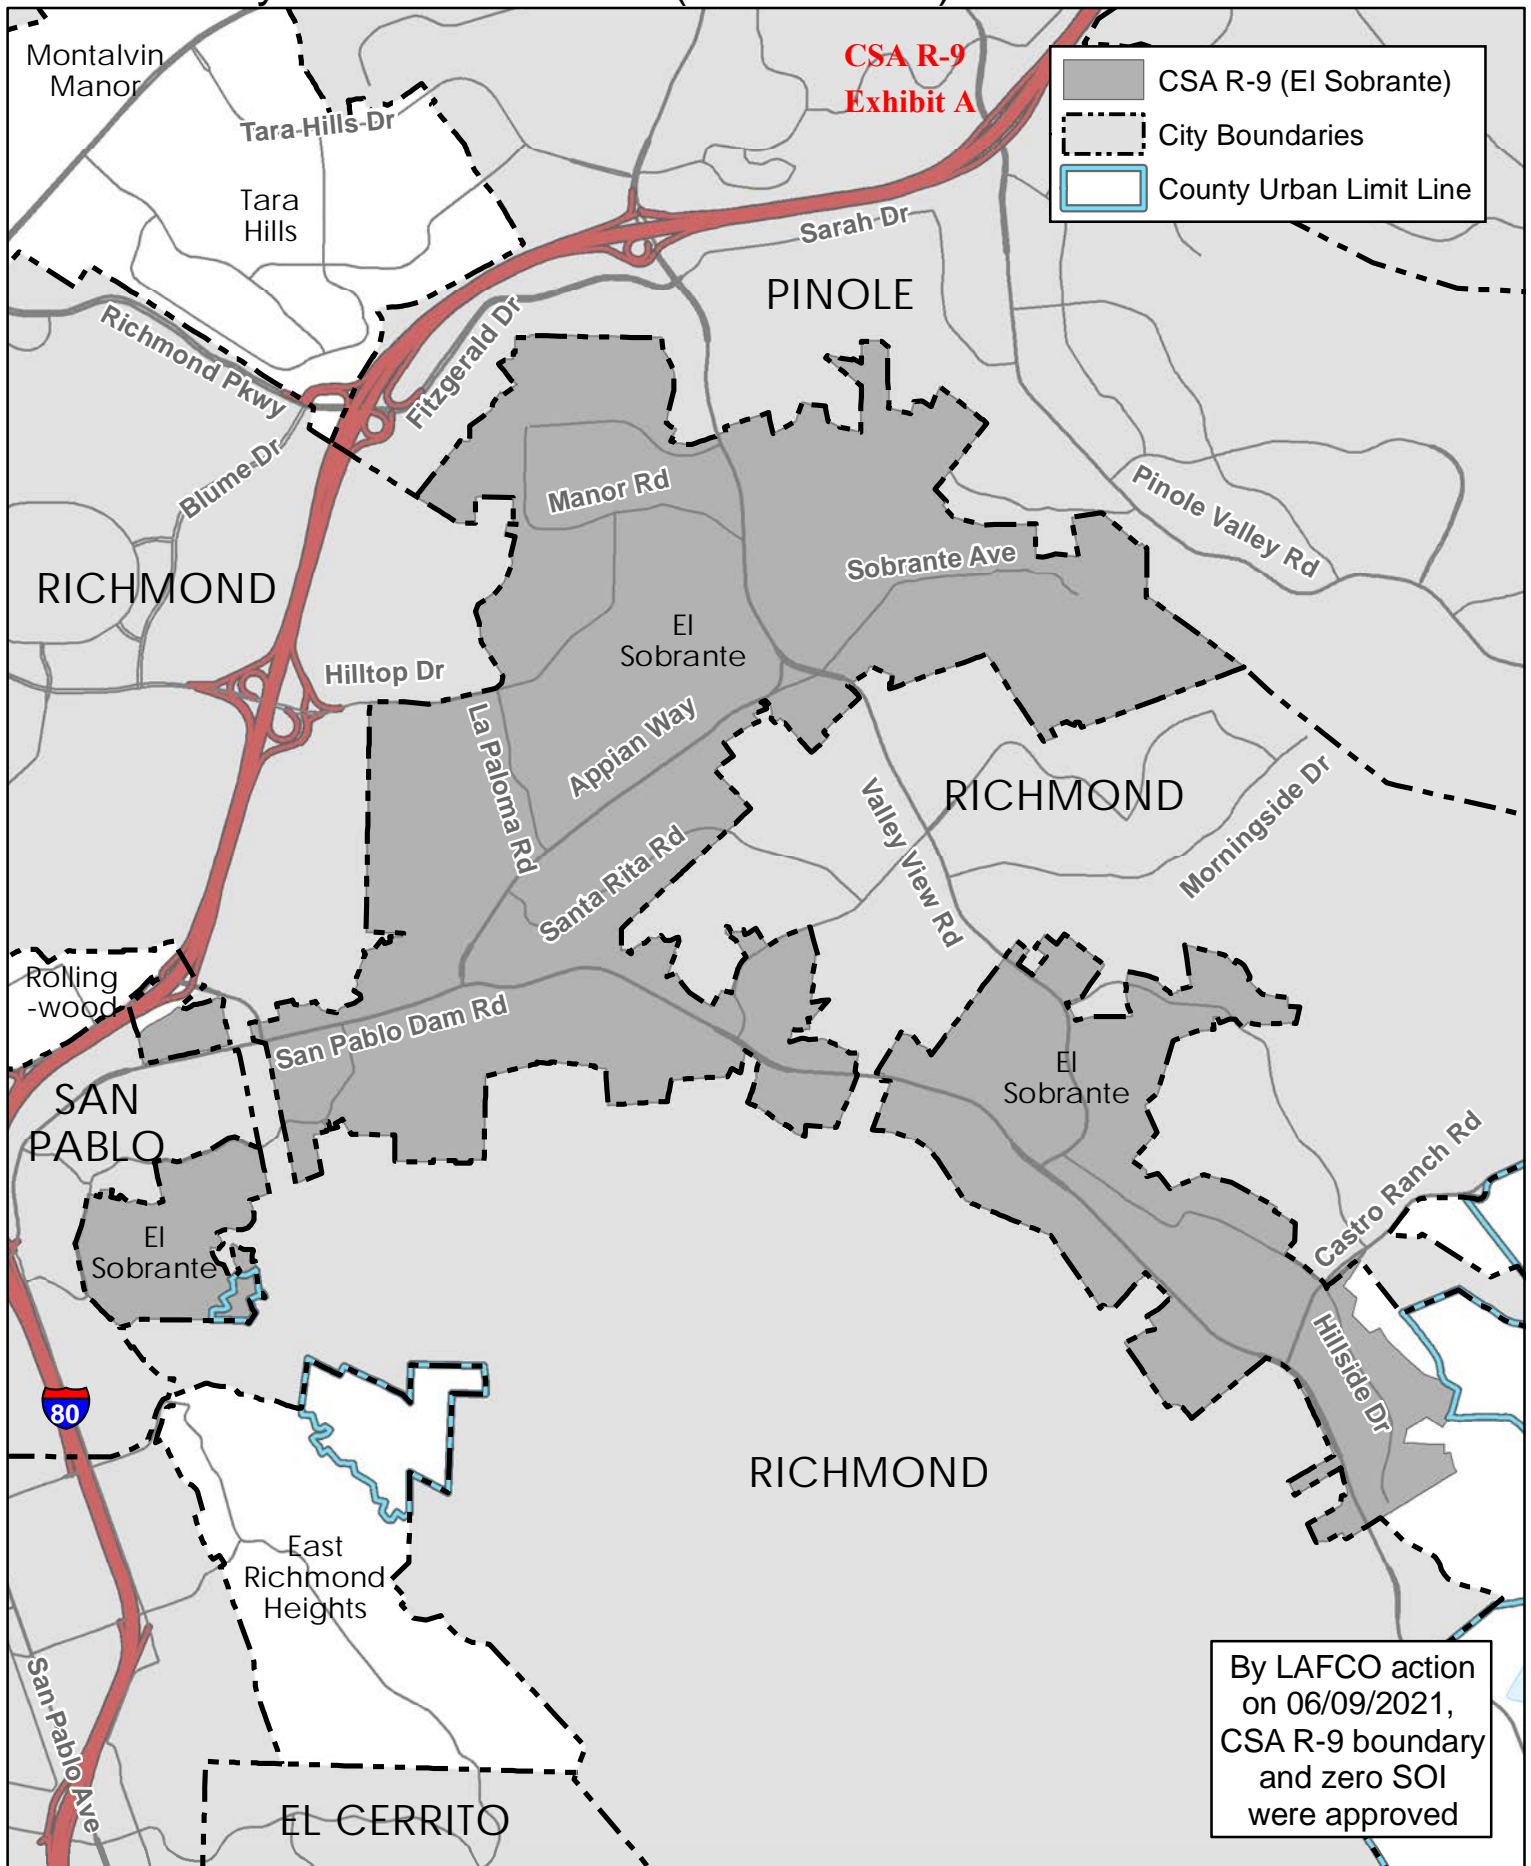 CSA R-9
Exhibit A
CSA R-9 (El Sobrante)
City Boundaries
County Urban Limit Line
Montalvin
Manor
Tara Hills Dr
Tara
Hills
Sarah Dr
PINOLE
Richmond Pkwy
Fitzgerald Dr
Blume Dr
Manor Rd
Pinole Valley Rd
Sobrante Ave
RICHMOND
El
Sobrante
Hilltop Dr
La Paloma Rd
Appian Way
Valley View Rd
RICHMOND
Morningside Dr
Santa Rita Rd
Rolling
-wood
San Pablo Dam Rd
El
Sobrante
SAN
PABLO
Castro Ranch Rd
El
Sobrante
Hillside Dr
80
RICHMOND
East
Richmond
Heights
San Pablo Ave
EL CERRITO
By LAFCO action
on 06/09/2021,
CSA R-9 boundary
and zero SOI
were approved